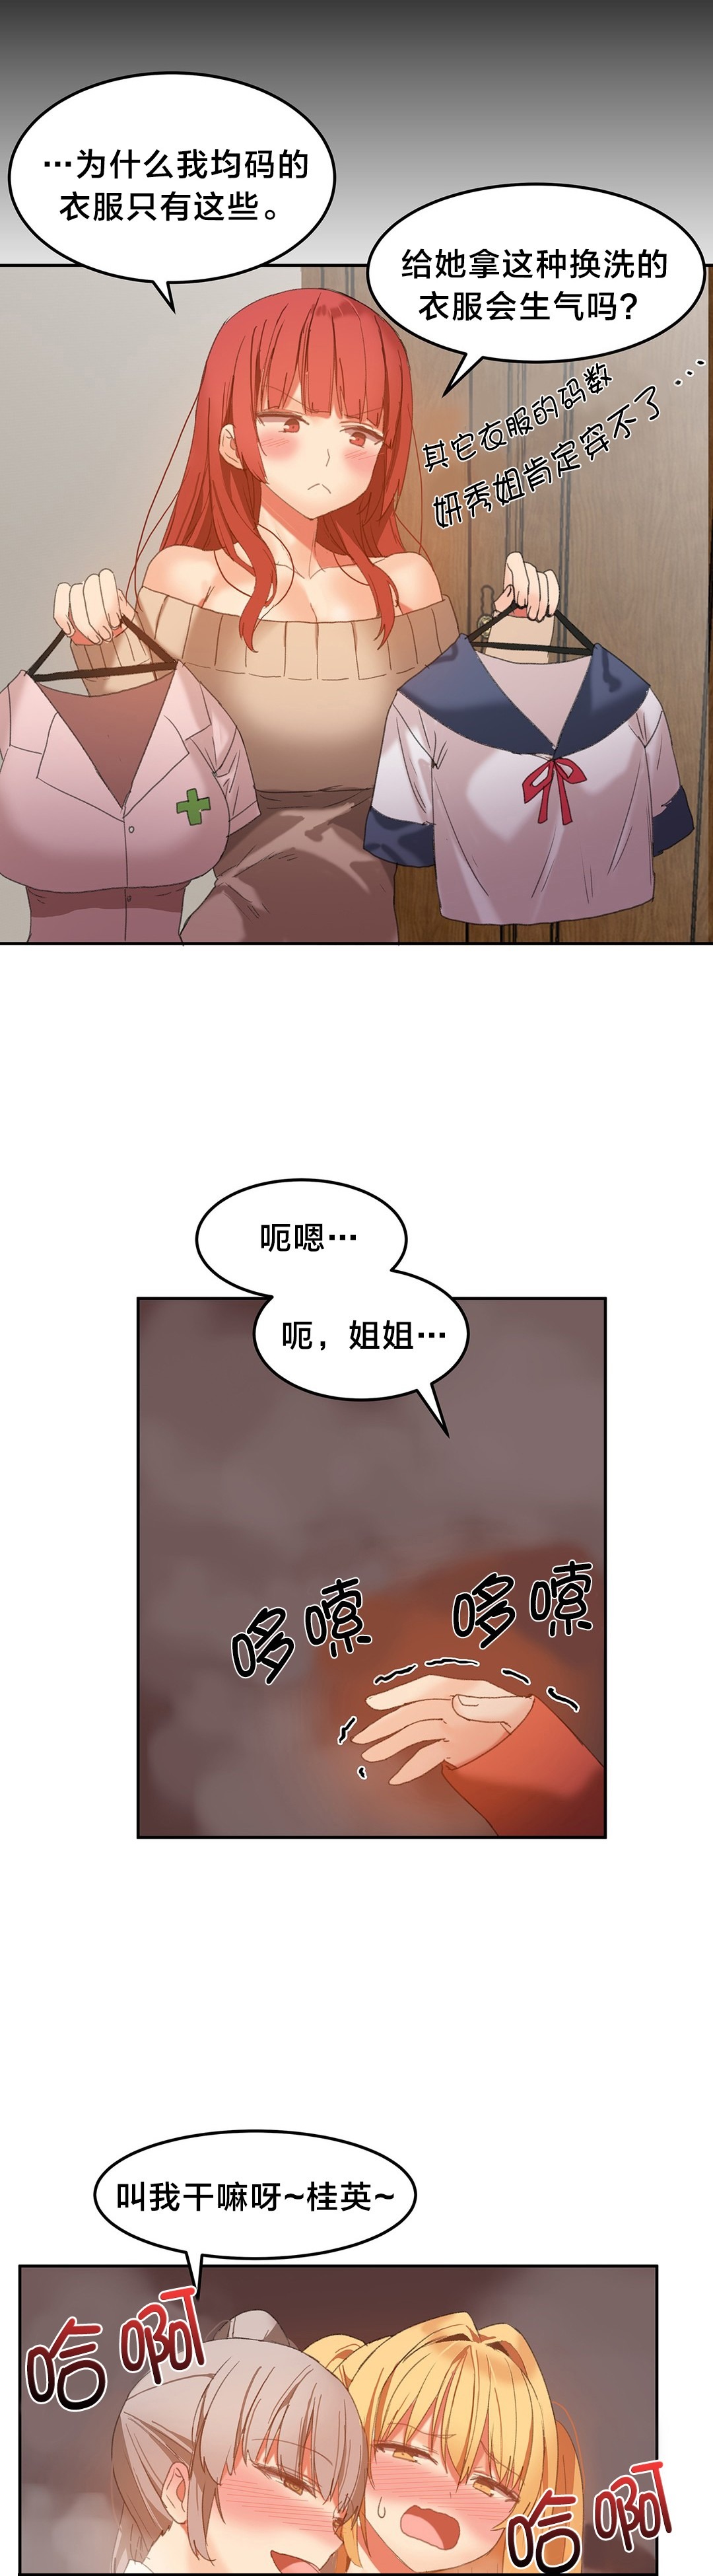 …为什么我均码的
衣服只有这些。
给她拿这种换洗的
衣服会生气吗?
其它衣服的码数
妍秀姐肯定穿不了…
呃嗯…
呃，姐姐…
哆嗦
哆嗦
叫我干嘛呀~桂英~
哈啊
哈啊